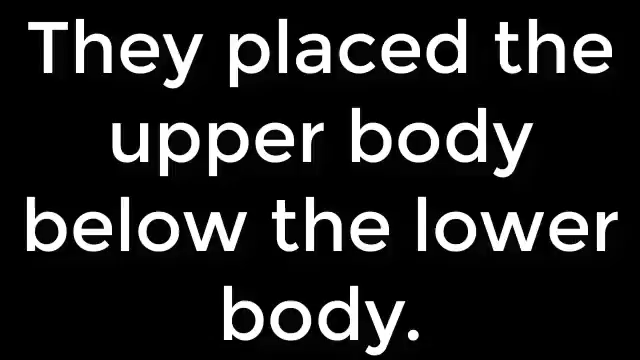 They placed the
upper body
below the lower
body.